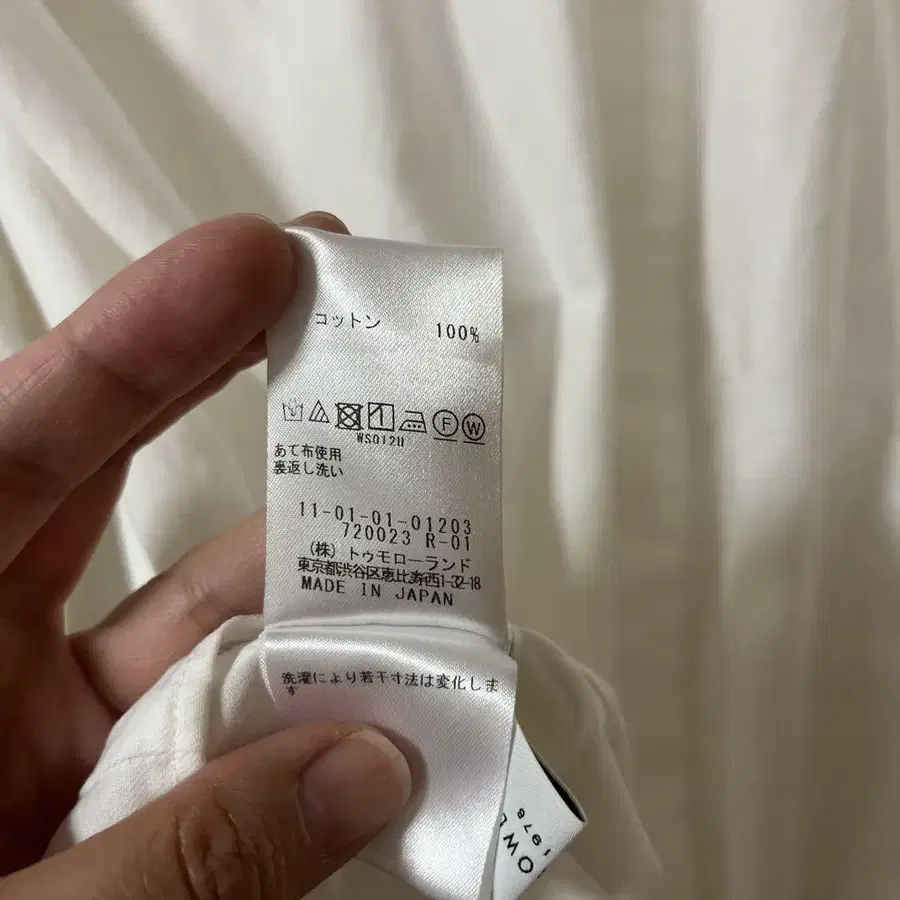 コットン 100%
F W
WS012U
あて布使用
裏返し洗い
11-01-01-01203
720023 R-01
(株) トゥモローランド
東京都渋谷区恵比寿西1-32-18
MADE IN JAPAN
洗濯により若干寸法は変化しま
す
OW
1978